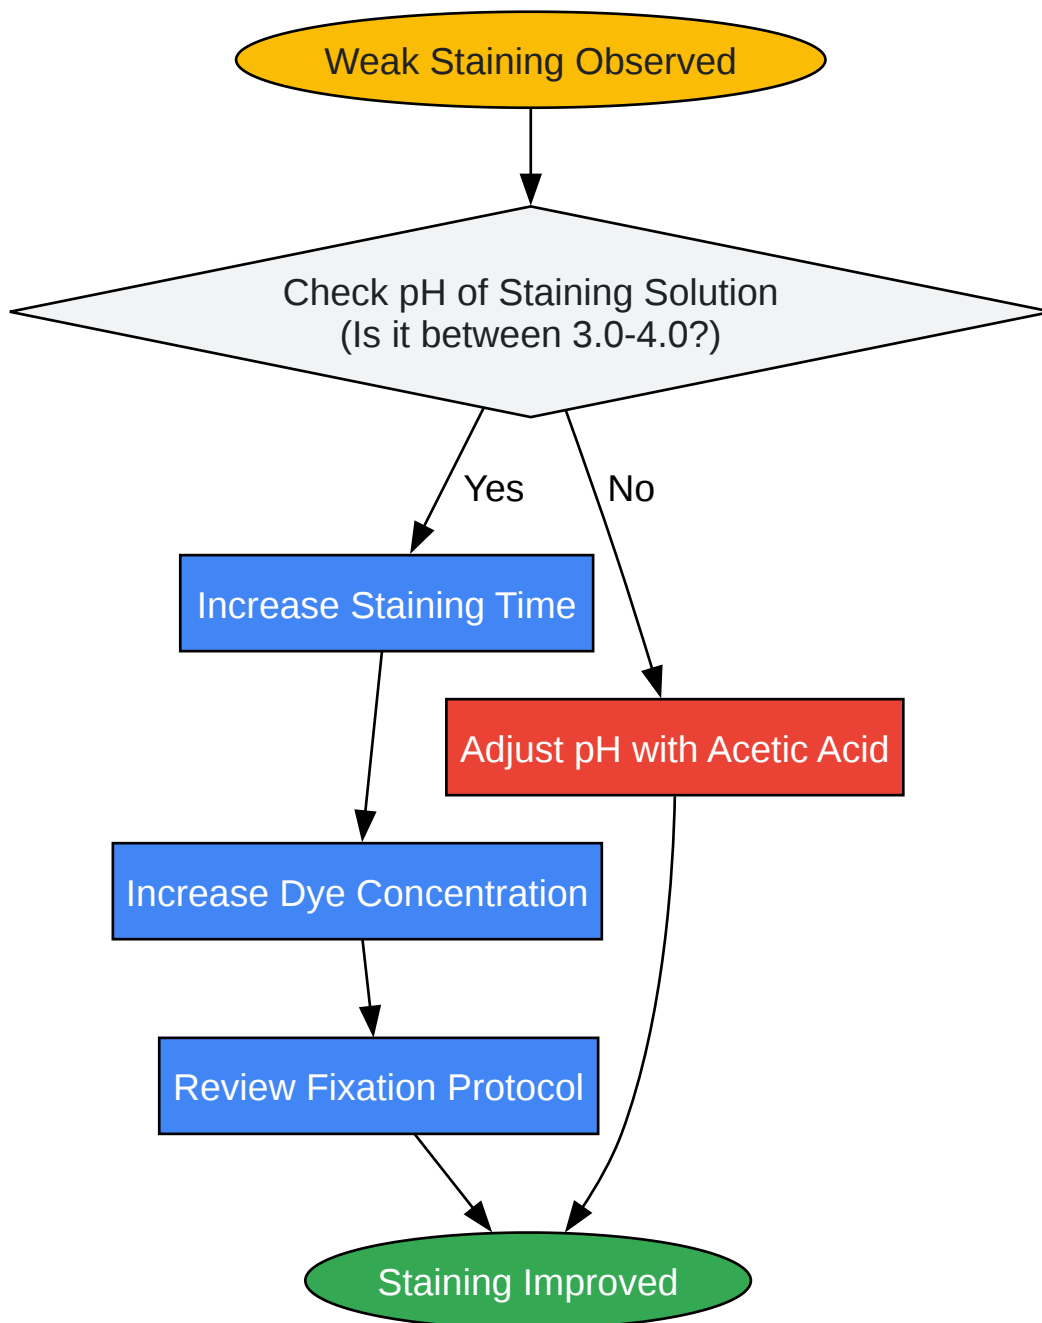 Weak Staining Observed
Check pH of Staining Solution
(Is it between 3.0-4.0?)
Yes
No
Increase Staining Time
Adjust pH with Acetic Acid
Increase Dye Concentration
Review Fixation Protocol
Staining Improved